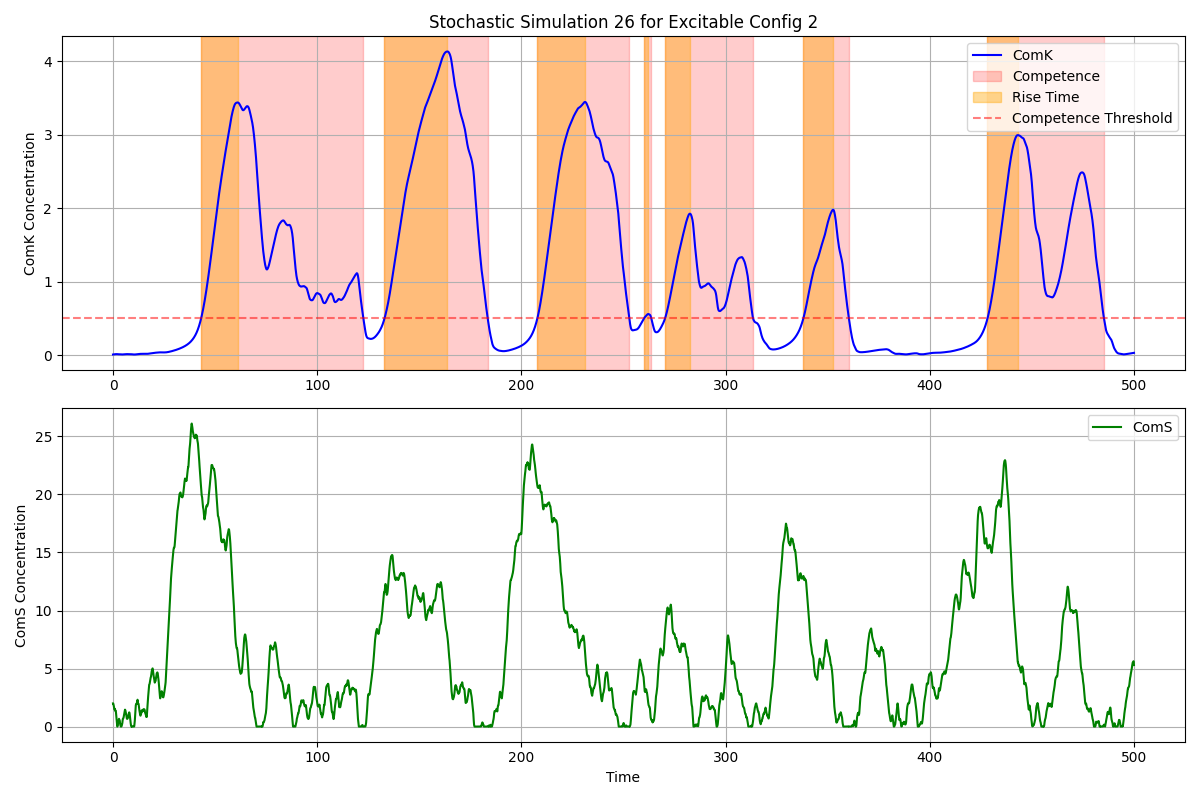 Stochastic Simulation 26 for Excitable Config 2
ComK Concentration
4
3
2
1
0
0 100 200 300 400 500
ComK
Competence
Rise Time
Competence Threshold
ComS Concentration
25
20
15
10
5
0
0 100 200 300 400 500
ComS
Time